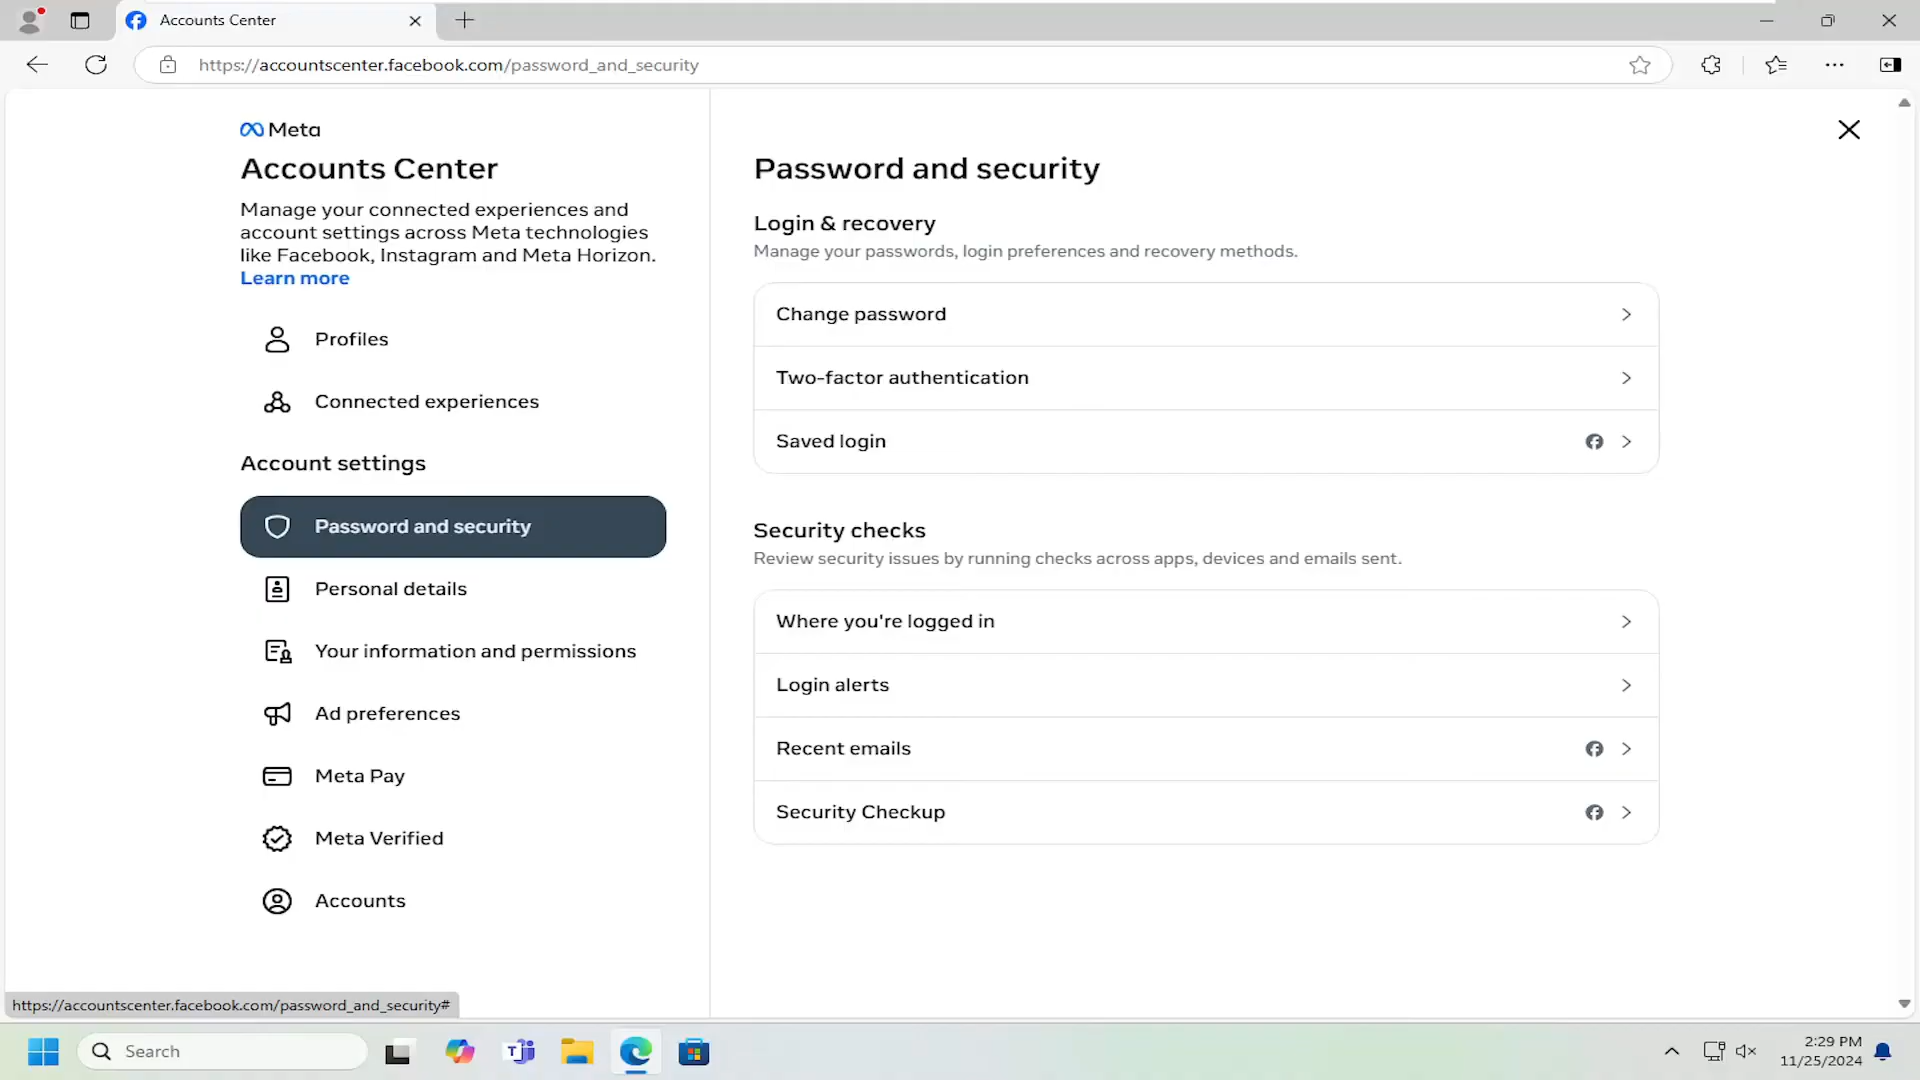 Accounts Center
https://accountscenter.facebook.com/password_and_security
Meta
Accounts Center
Manage your connected experiences and
account settings across Meta technologies
like Facebook, Instagram and Meta Horizon.
Learn more
Profiles
Connected experiences
Account settings
Password and security
Personal details
Your information and permissions
Ad preferences
Meta Pay
Meta Verified
Accounts
Password and security
Login & recovery
Manage your passwords, login preferences and recovery methods.
Change password
Two-factor authentication
Saved login
Security checks
Review security issues by running checks across apps, devices and emails sent.
Where you're logged in
Login alerts
Recent emails
Security Checkup
https://accountscenter.facebook.com/password_and_security#
Search
2:29 PM
11/25/2024